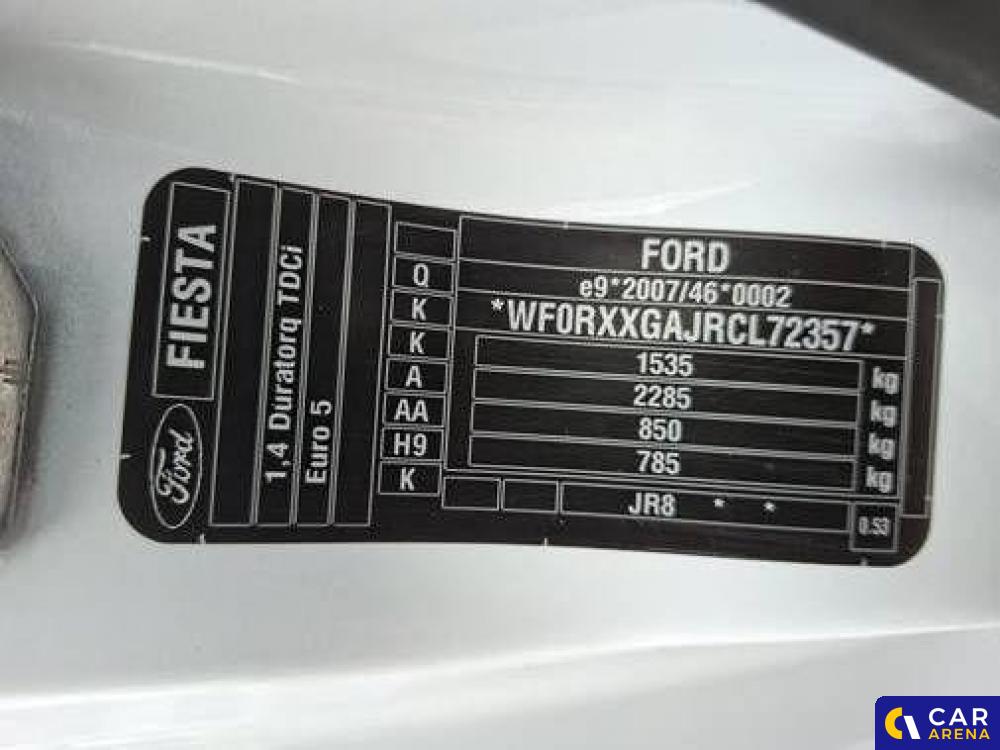 FIESTA
Ford
1,4 Duratorq TDCi
Euro 5
Q
K
K
A
AA
H9
K
FORD
e9*2007/46*0002
*WF0RXXGAJRCL72357*
1535 kg
2285 kg
850 kg
785 kg
JR8 * *
0.53
CAR
ARENA